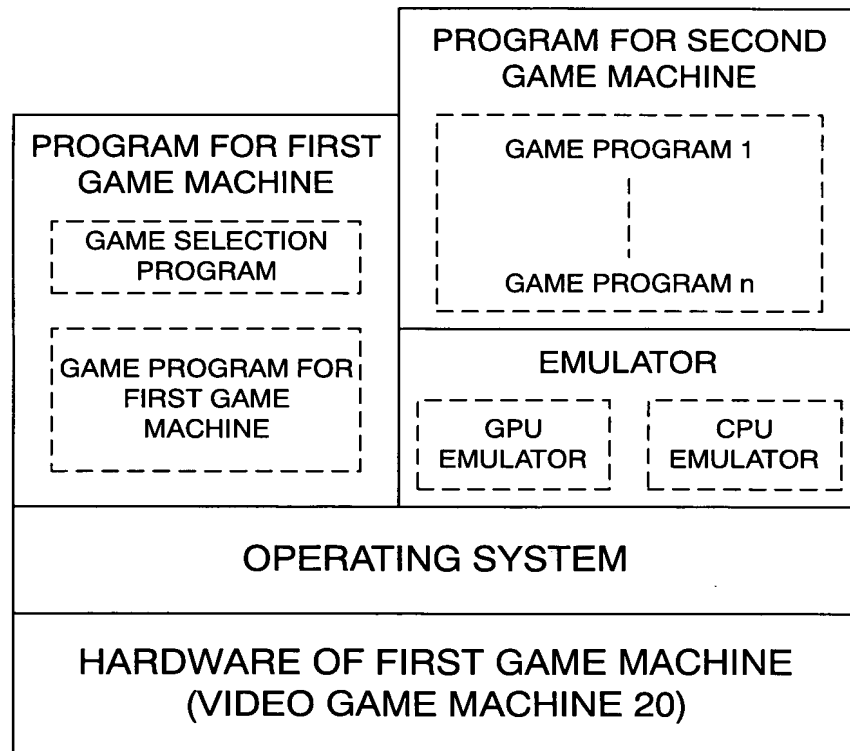 PROGRAM FOR SECOND
GAME MACHINE
GAME PROGRAM 1
GAME PROGRAM n
PROGRAM FOR FIRST
GAME MACHINE
GAME SELECTION
PROGRAM
GAME PROGRAM FOR
FIRST GAME
MACHINE
EMULATOR
GPU
EMULATOR
CPU
EMULATOR
OPERATING SYSTEM
HARDWARE OF FIRST GAME MACHINE
(VIDEO GAME MACHINE 20)